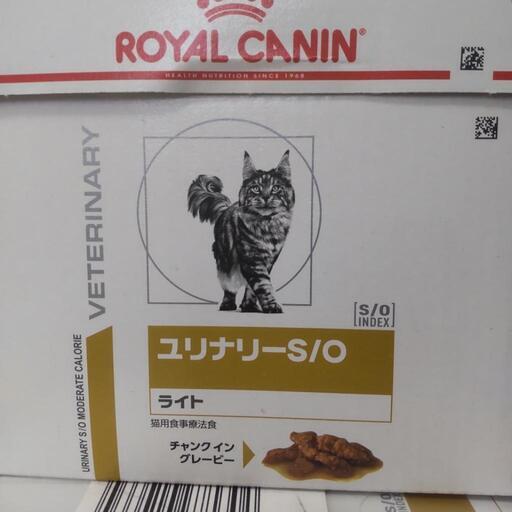 ROYAL CANIN
HEALTH NUTRITION SINCE 1968
VETERINARY
URINARY S/O MODERATE CALORIE
S/O
INDEX
ユリナリーS/O
ライト
猫用食事療法食
チャンク イン
グレービー
S/O